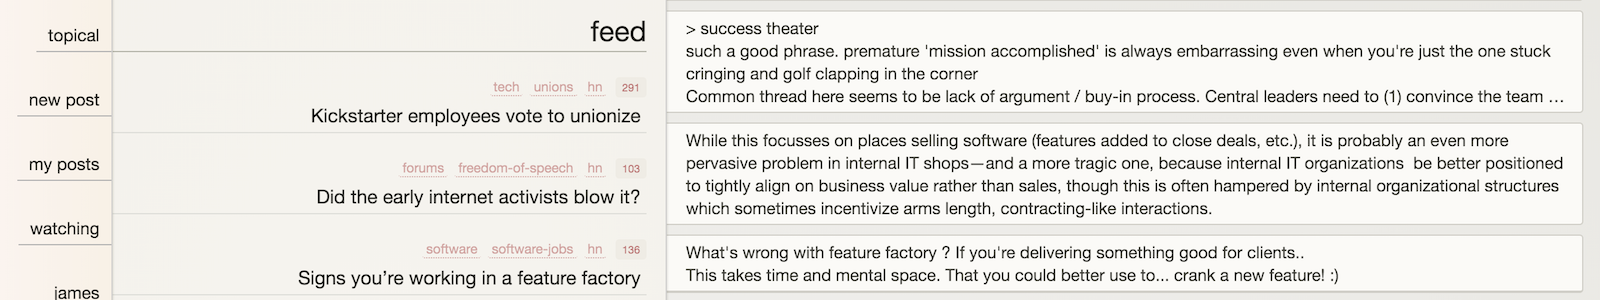 topical
new post
my posts
watching
james
feed
tech unions hn 291
Kickstarter employees vote to unionize
forums freedom-of-speech hn 103
Did the early internet activists blow it?
software software-jobs hn 136
Signs you’re working in a feature factory
> success theater
such a good phrase. premature 'mission accomplished' is always embarrassing even when you're just the one stuck
cringing and golf clapping in the corner
Common thread here seems to be lack of argument / buy-in process. Central leaders need to (1) convince the team …
While this focusses on places selling software (features added to close deals, etc.), it is probably an even more
pervasive problem in internal IT shops—and a more tragic one, because internal IT organizations  be better positioned
to tightly align on business value rather than sales, though this is often hampered by internal organizational structures
which sometimes incentivize arms length, contracting-like interactions.
What's wrong with feature factory ? If you're delivering something good for clients..
This takes time and mental space. That you could better use to... crank a new feature! :)